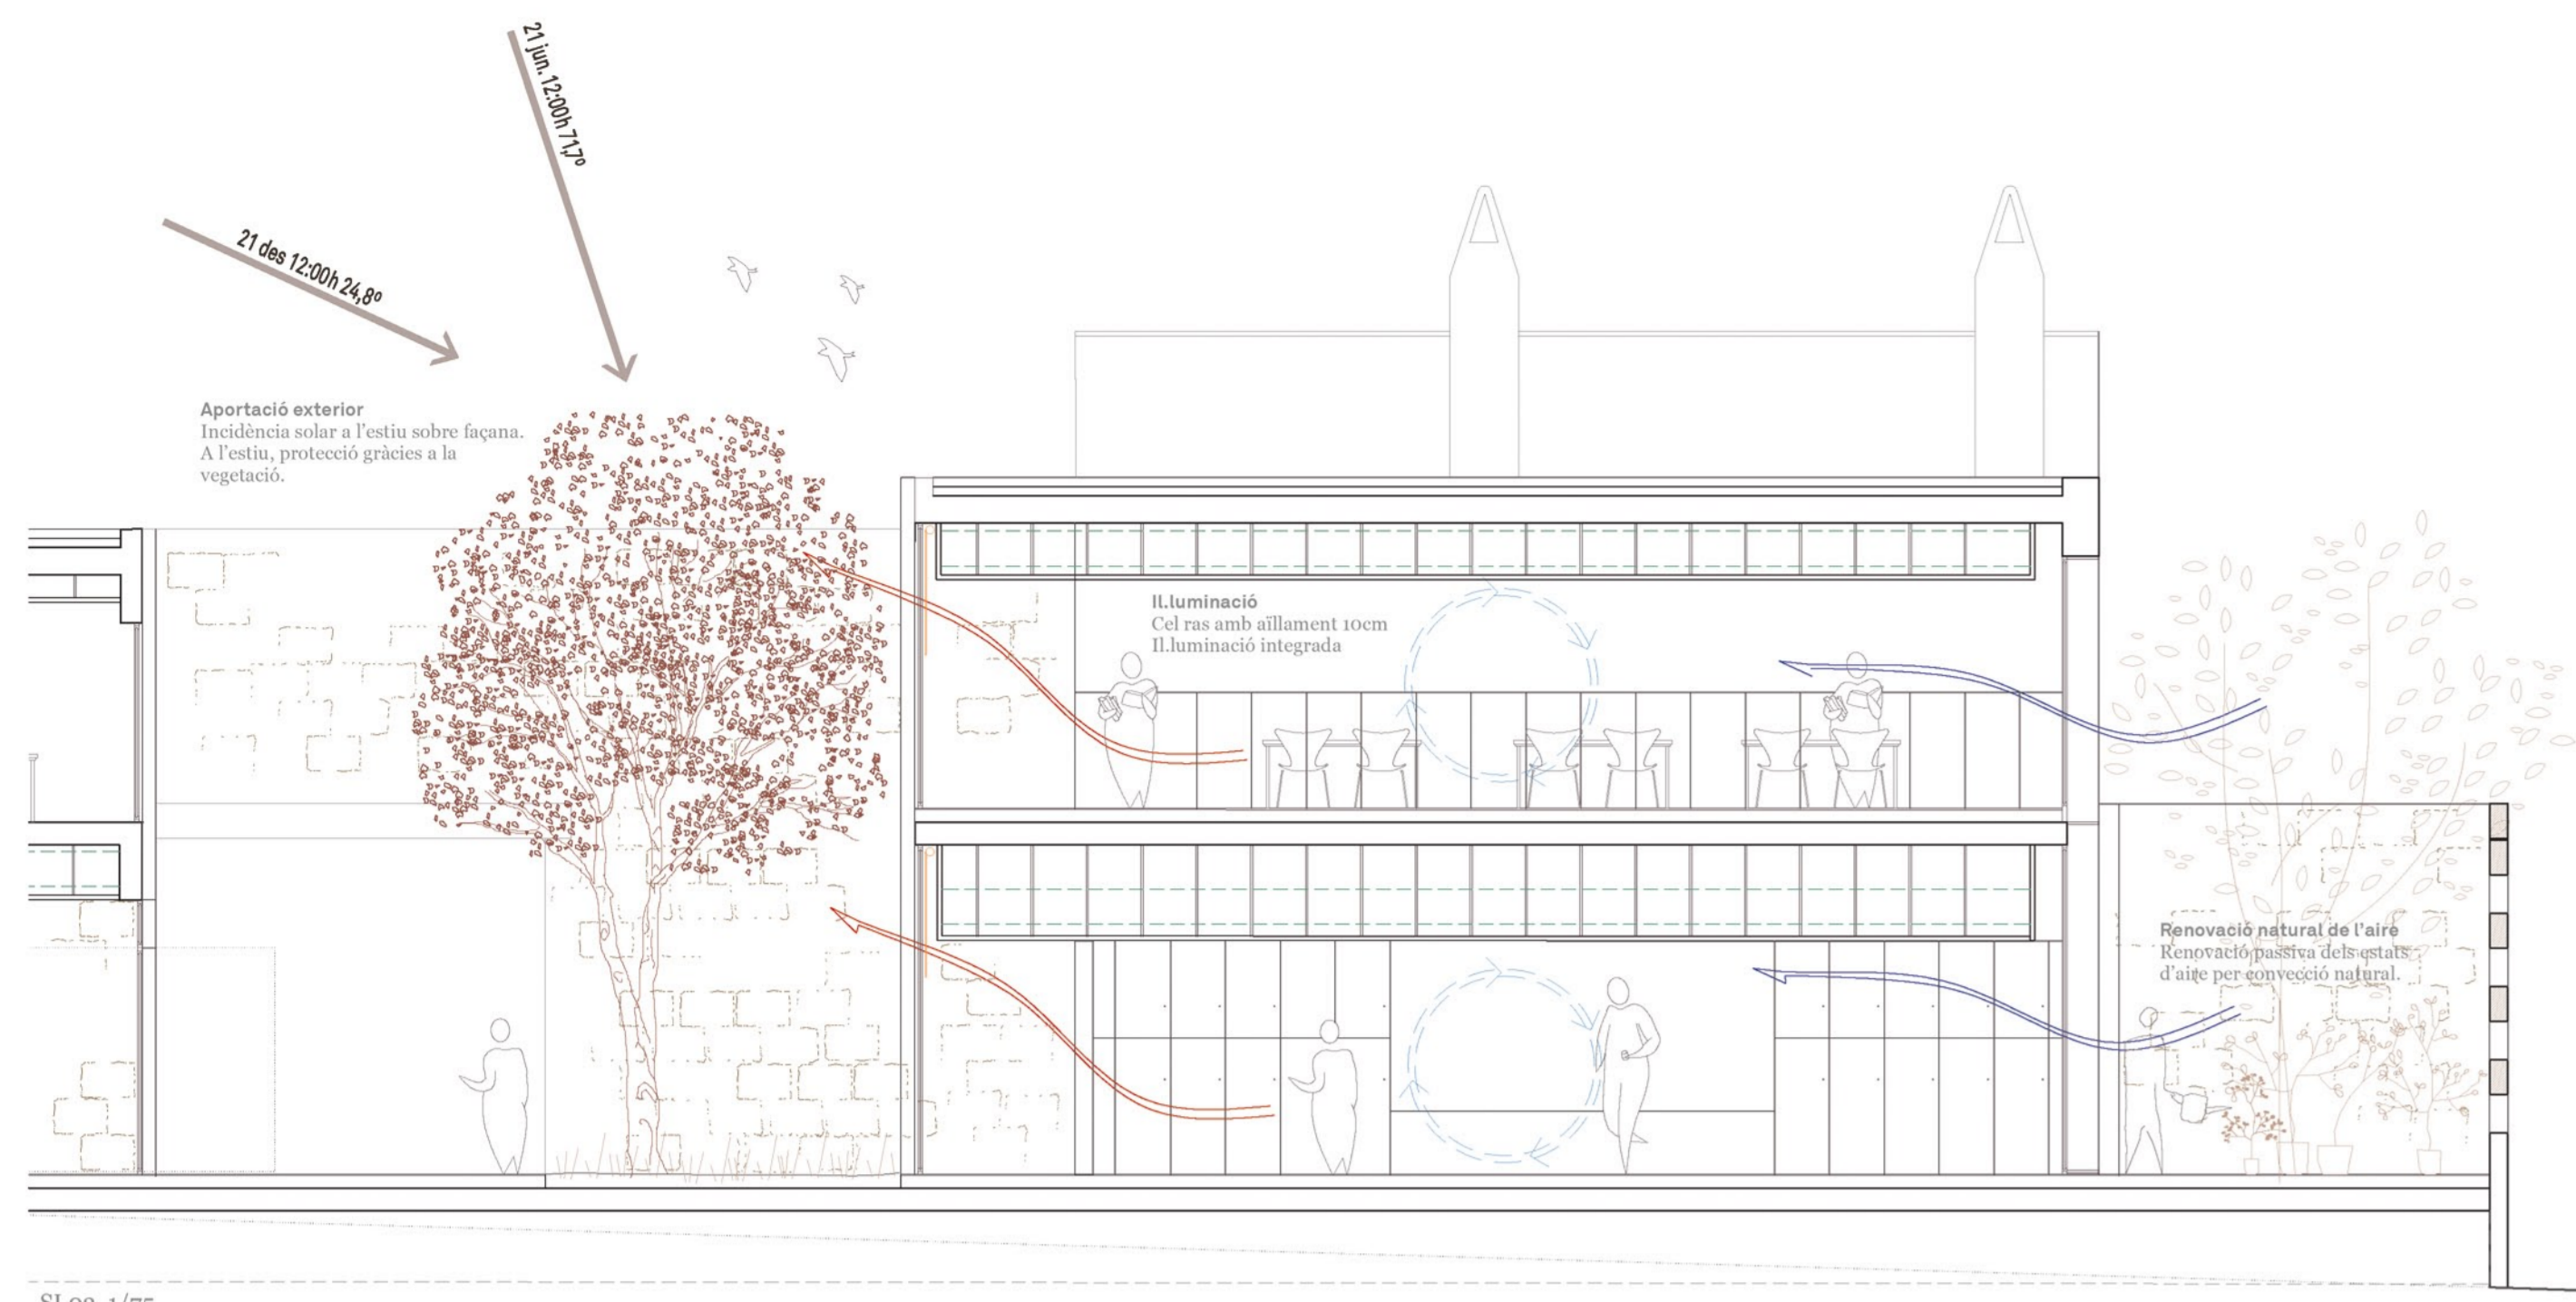 21 jun. 12:00h 71,7º
21 des 12:00h 24,8º
Aportació exterior
Incidència solar a l'estiu sobre façana.
A l'estiu, protecció gràcies a la
vegetació.
Il.luminació
Cel ras amb aïllament 10cm
Il.luminació integrada
Renovació natural de l'aire
Renovació passiva dels estats
d'aire per convecció natural.
1/75